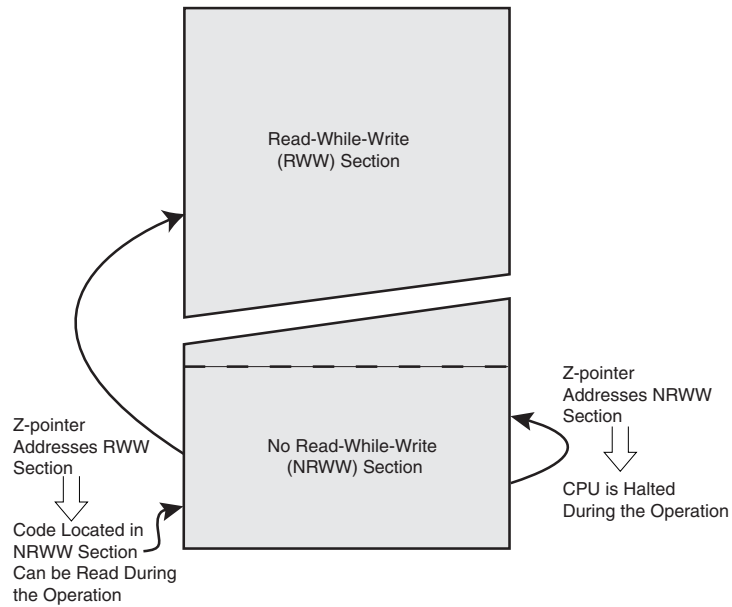 Read-While-Write
(RWW) Section
Z-pointer
Addresses NRWW
Section
Z-pointer
Addresses RWW
Section
No Read-While-Write
(NRWW) Section
CPU is Halted
During the Operation
Code Located in
NRWW Section
Can be Read During
the Operation